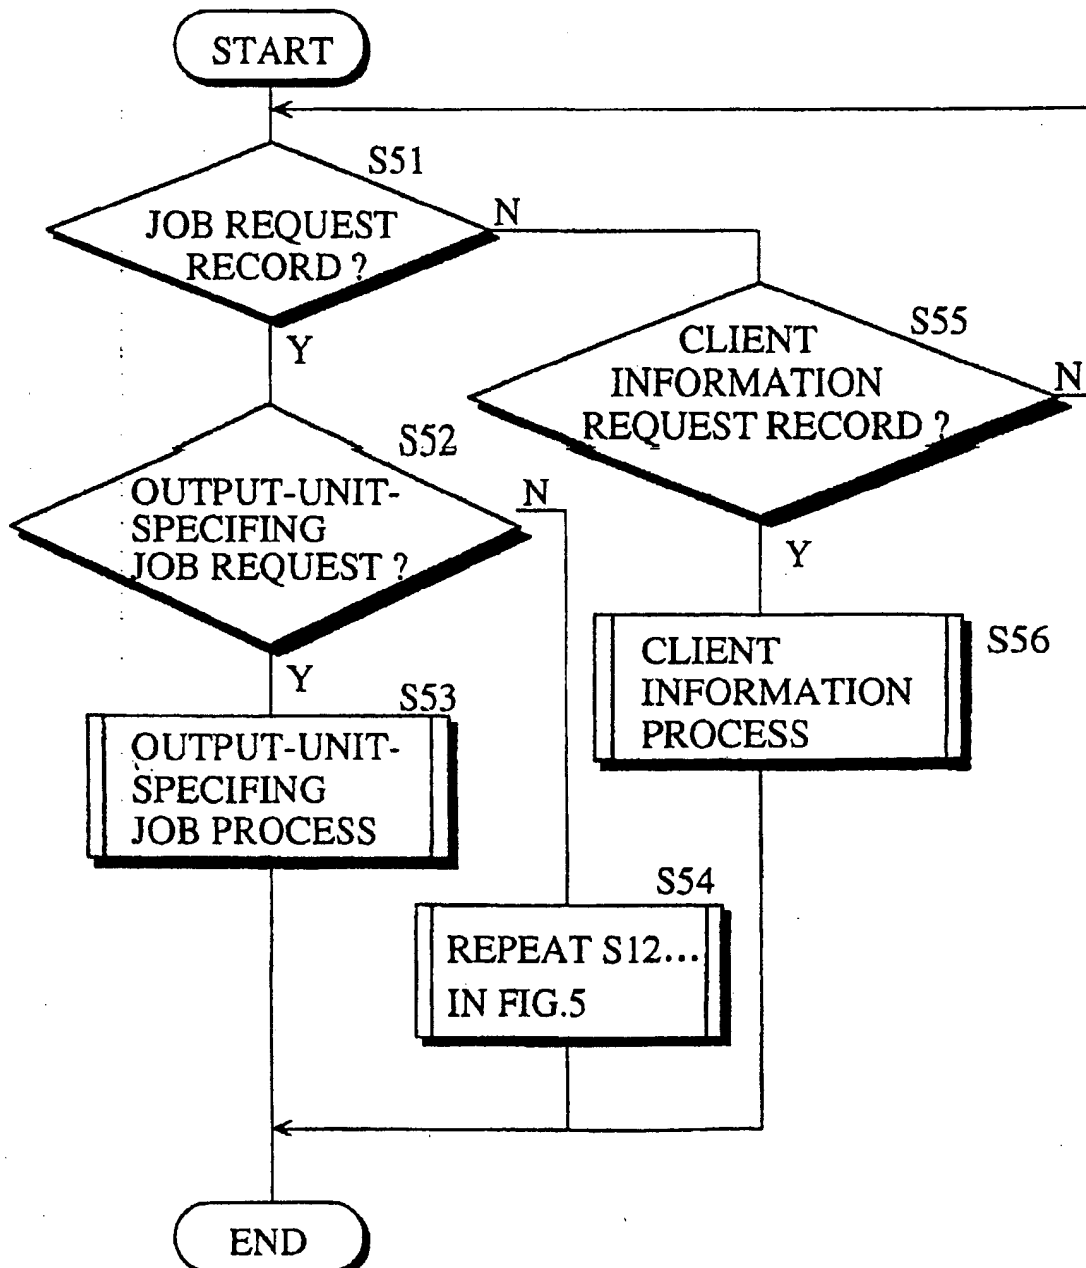 START
S51
JOB REQUEST
RECORD ?
N
Y
S55
CLIENT
INFORMATION
REQUEST RECORD ?
N
Y
S52
OUTPUT-UNIT-
SPECIFING
JOB REQUEST ?
N
Y
S53
OUTPUT-UNIT-
SPECIFING
JOB PROCESS
S56
CLIENT
INFORMATION
PROCESS
S54
REPEAT S12...
IN FIG.5
END